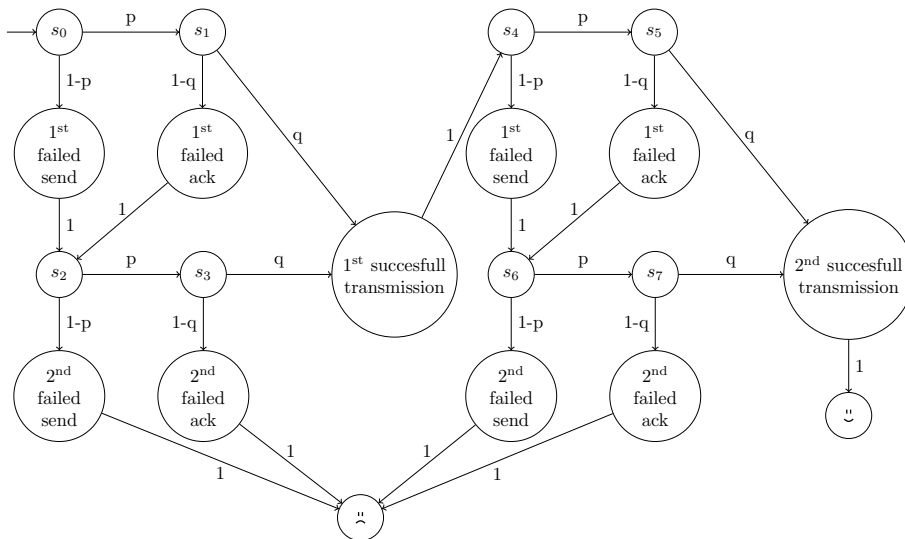 s₀ p s₁ s₄ p s₅
1-p 1-q 1-p 1-q
q 1 q
1ˢᵗ
failed
send
1ˢᵗ
failed
ack
1ˢᵗ
failed
send
1ˢᵗ
failed
ack
1 1 1 1
s₂ p s₃ q
1ˢᵗ succesfull
transmission
s₆ p s₇ q
2ⁿᵈ succesfull
transmission
1-p 1-q 1-p 1-q 1
2ⁿᵈ
failed
send
2ⁿᵈ
failed
ack
2ⁿᵈ
failed
send
2ⁿᵈ
failed
ack
1 1 1 1